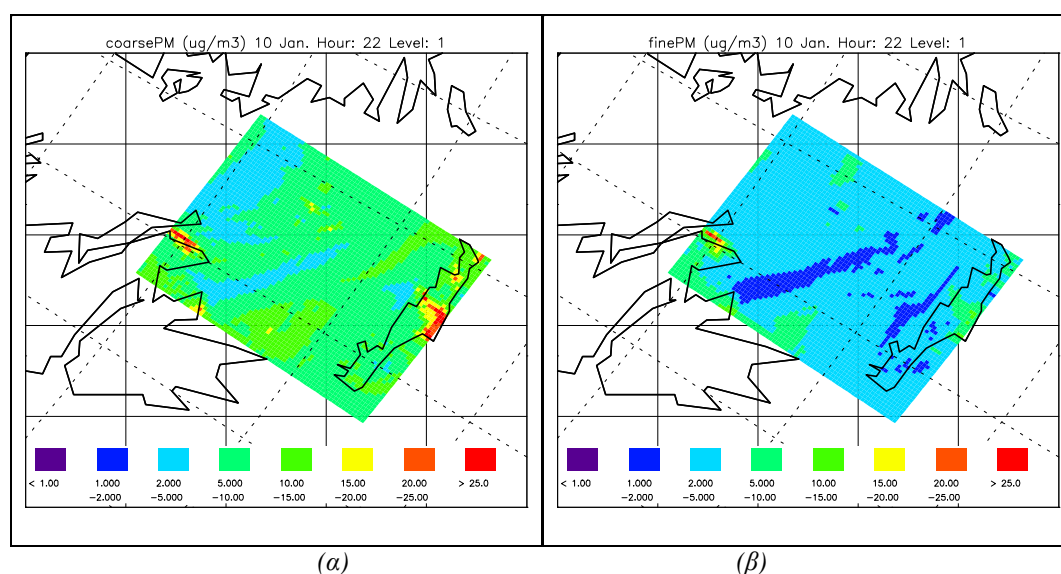 coarsePM (ug/m3) 10 Jan. Hour: 22 Level: 1
< 1.00 1.000 2.000 5.000 10.00 15.00 20.00 > 25.0
-2.000 -5.000 -10.00 -15.00 -20.00 -25.00
(α)
finePM (ug/m3) 10 Jan. Hour: 22 Level: 1
< 1.00 1.000 2.000 5.000 10.00 15.00 20.00 > 25.0
-2.000 -5.000 -10.00 -15.00 -20.00 -25.00
(β)